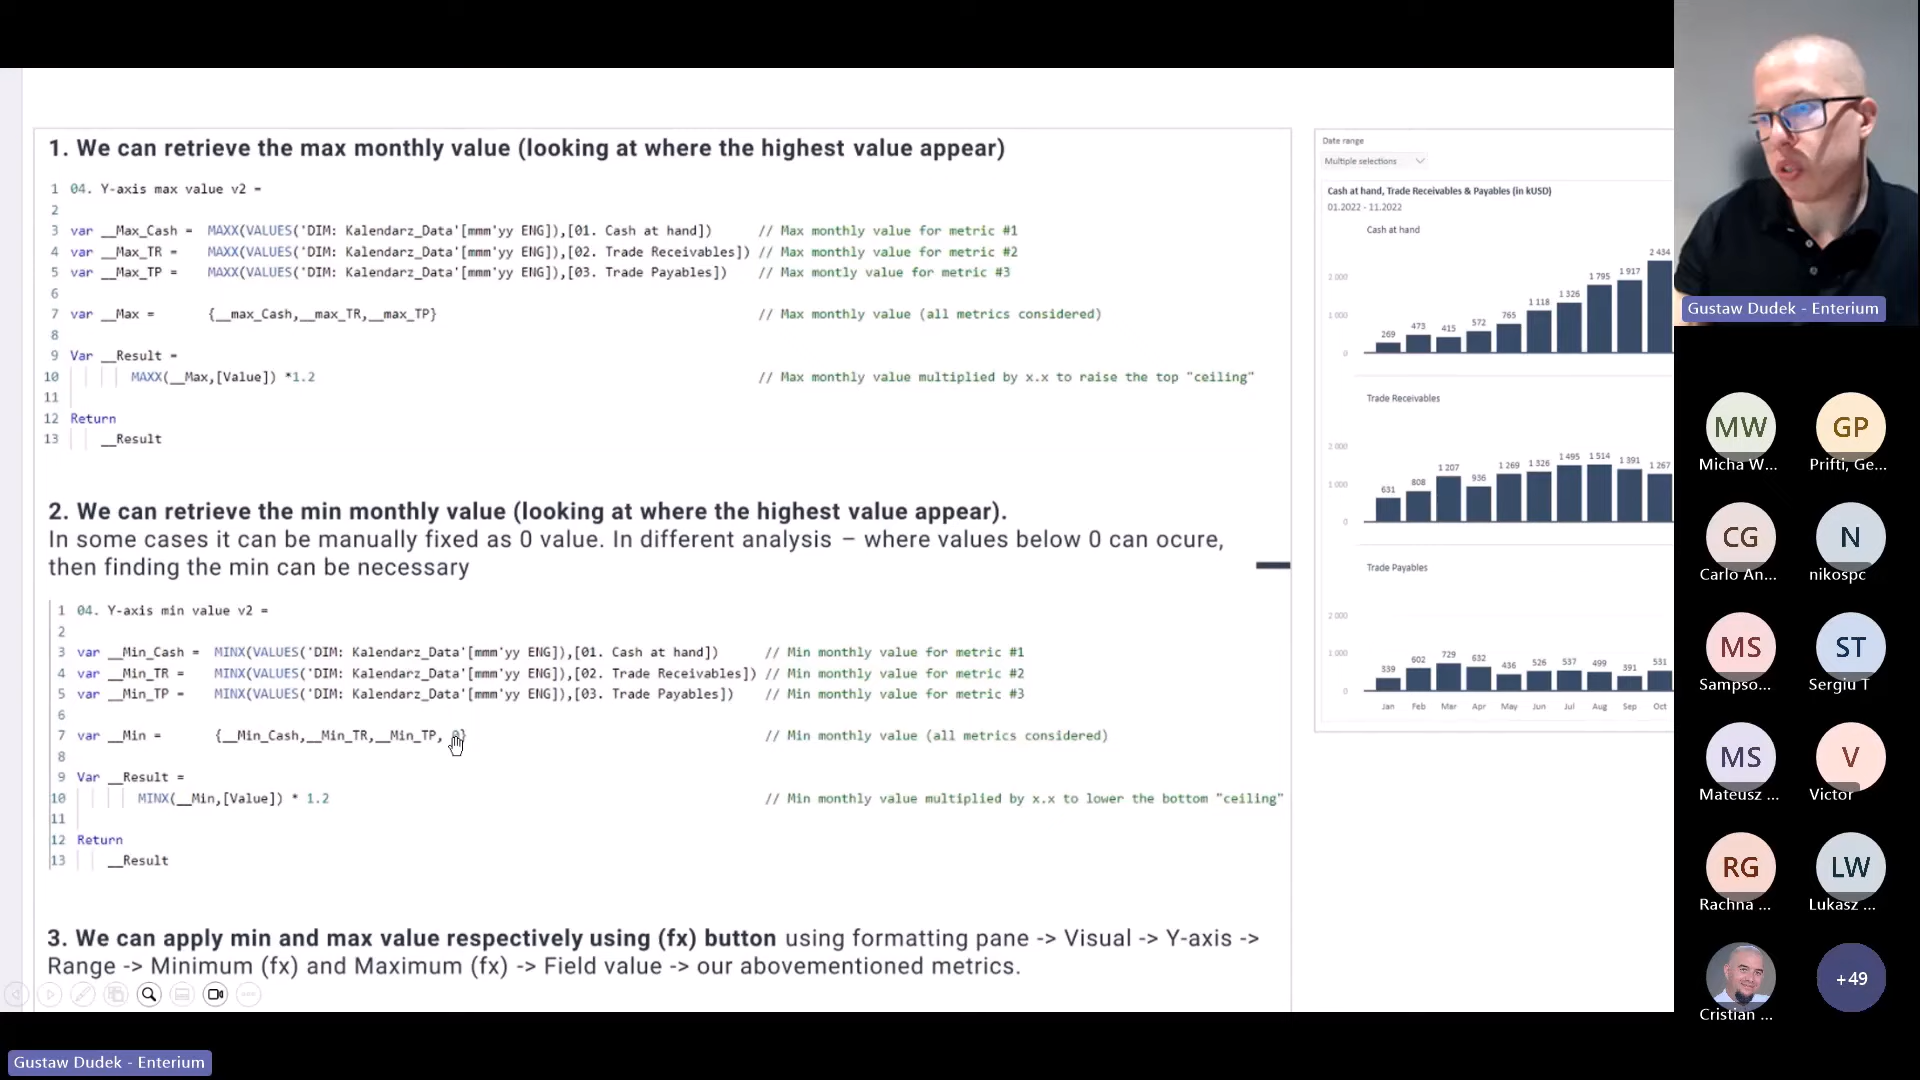 1. We can retrieve the max monthly value (looking at where the highest value appear)
1 04. Y-axis max value v2 =
2
3 var __Max_Cash = MAXX(VALUES('DIM: Kalendarz_Data'[mmm'yy ENG]),[01. Cash at hand]) // Max monthly value for metric #1
4 var __Max_TR = MAXX(VALUES('DIM: Kalendarz_Data'[mmm'yy ENG]),[02. Trade Receivables]) // Max monthly value for metric #2
5 var __Max_TP = MAXX(VALUES('DIM: Kalendarz_Data'[mmm'yy ENG]),[03. Trade Payables]) // Max montly value for metric #3
6
7 var __Max = {__max_Cash,__max_TR,__max_TP} // Max monthly value (all metrics considered)
8
9 Var __Result =
10 MAXX(__Max,[Value]) *1.2 // Max monthly value multiplied by x.x to raise the top "ceiling"
11
12 Return
13 __Result
2. We can retrieve the min monthly value (looking at where the highest value appear).
In some cases it can be manually fixed as 0 value. In different analysis – where values below 0 can ocure,
then finding the min can be necessary
1 04. Y-axis min value v2 =
2
3 var __Min_Cash = MINX(VALUES('DIM: Kalendarz_Data'[mmm'yy ENG]),[01. Cash at hand]) // Min monthly value for metric #1
4 var __Min_TR = MINX(VALUES('DIM: Kalendarz_Data'[mmm'yy ENG]),[02. Trade Receivables]) // Min monthly value for metric #2
5 var __Min_TP = MINX(VALUES('DIM: Kalendarz_Data'[mmm'yy ENG]),[03. Trade Payables]) // Min monthly value for metric #3
6
7 var __Min = {__Min_Cash,__Min_TR,__Min_TP, 0} // Min monthly value (all metrics considered)
8
9 Var __Result =
10 MINX(__Min,[Value]) * 1.2 // Min monthly value multiplied by x.x to lower the bottom "ceiling"
11
12 Return
13 __Result
3. We can apply min and max value respectively using (fx) button using formatting pane -> Visual -> Y-axis ->
Range -> Minimum (fx) and Maximum (fx) -> Field value -> our abovementioned metrics.
Date range
Multiple selections
Cash at hand, Trade Receivables & Payables (in kUSD)
01.2022 - 11.2022
Cash at hand
2 434
1 795 1 917
2 000
1 326
1 118
1 000
765
572
473
415
269
0
Trade Receivables
2 000
1 495 1 514
1 391
1 326
1 269
1 267
1 207
936
808
631
1 000
0
Trade Payables
2 000
1 000
729
632
602
526 537
531
499
436
391
339
0
Jan Feb Mar Apr May Jun Jul Aug Sep Oct
Gustaw Dudek - Enterium
MW GP
Micha W... Prifti, Ge...
CG N
Carlo An... nikospc
MS ST
Sampso... Sergiu T
MS V
Mateusz ... Victor
RG LW
Rachna ... Lukasz ...
+49
Cristian ...
Gustaw Dudek - Enterium